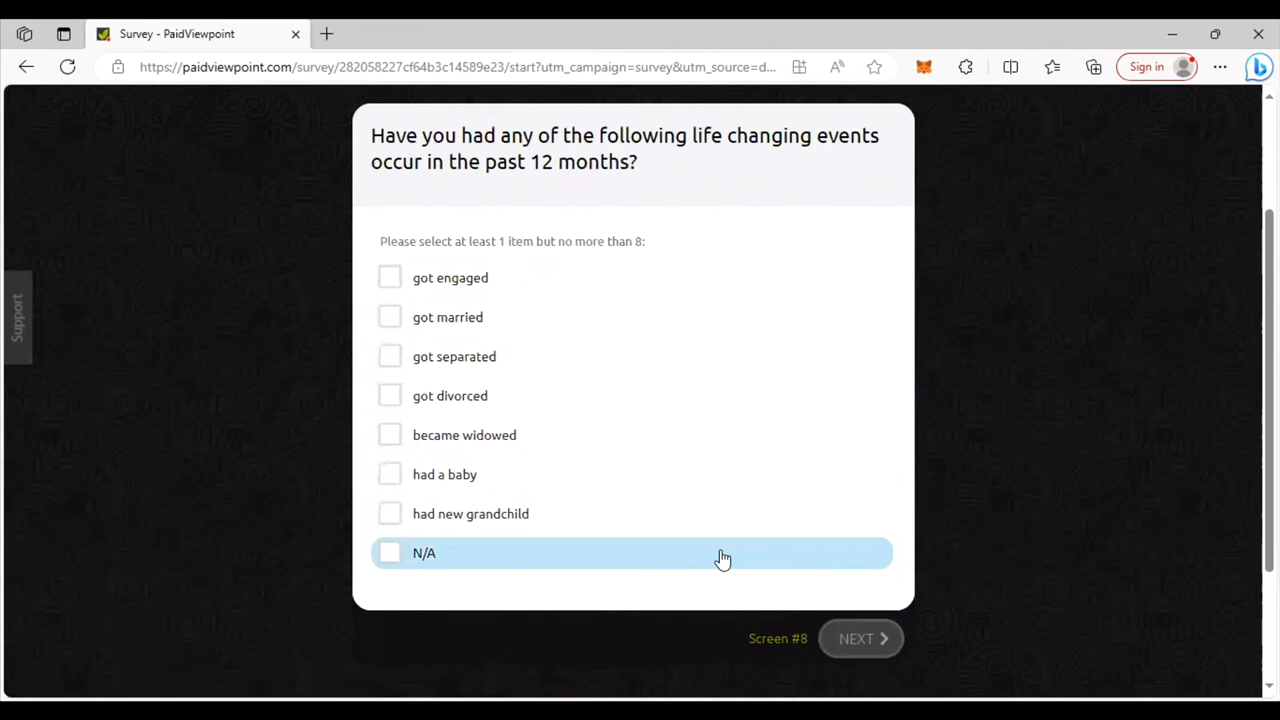 Survey - PaidViewpoint
https://paidviewpoint.com/survey/282058227cf64b3c14589e23/start?utm_campaign=survey&utm_source=d...
Sign in
Have you had any of the following life changing events
occur in the past 12 months?
Please select at least 1 item but no more than 8:
got engaged
got married
got separated
Support
got divorced
became widowed
had a baby
had new grandchild
N/A
Screen #8
NEXT